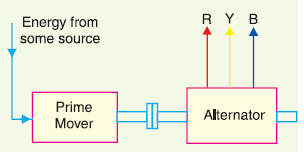 Energy from
some source
R Y B
Prime
Mover
Alternator